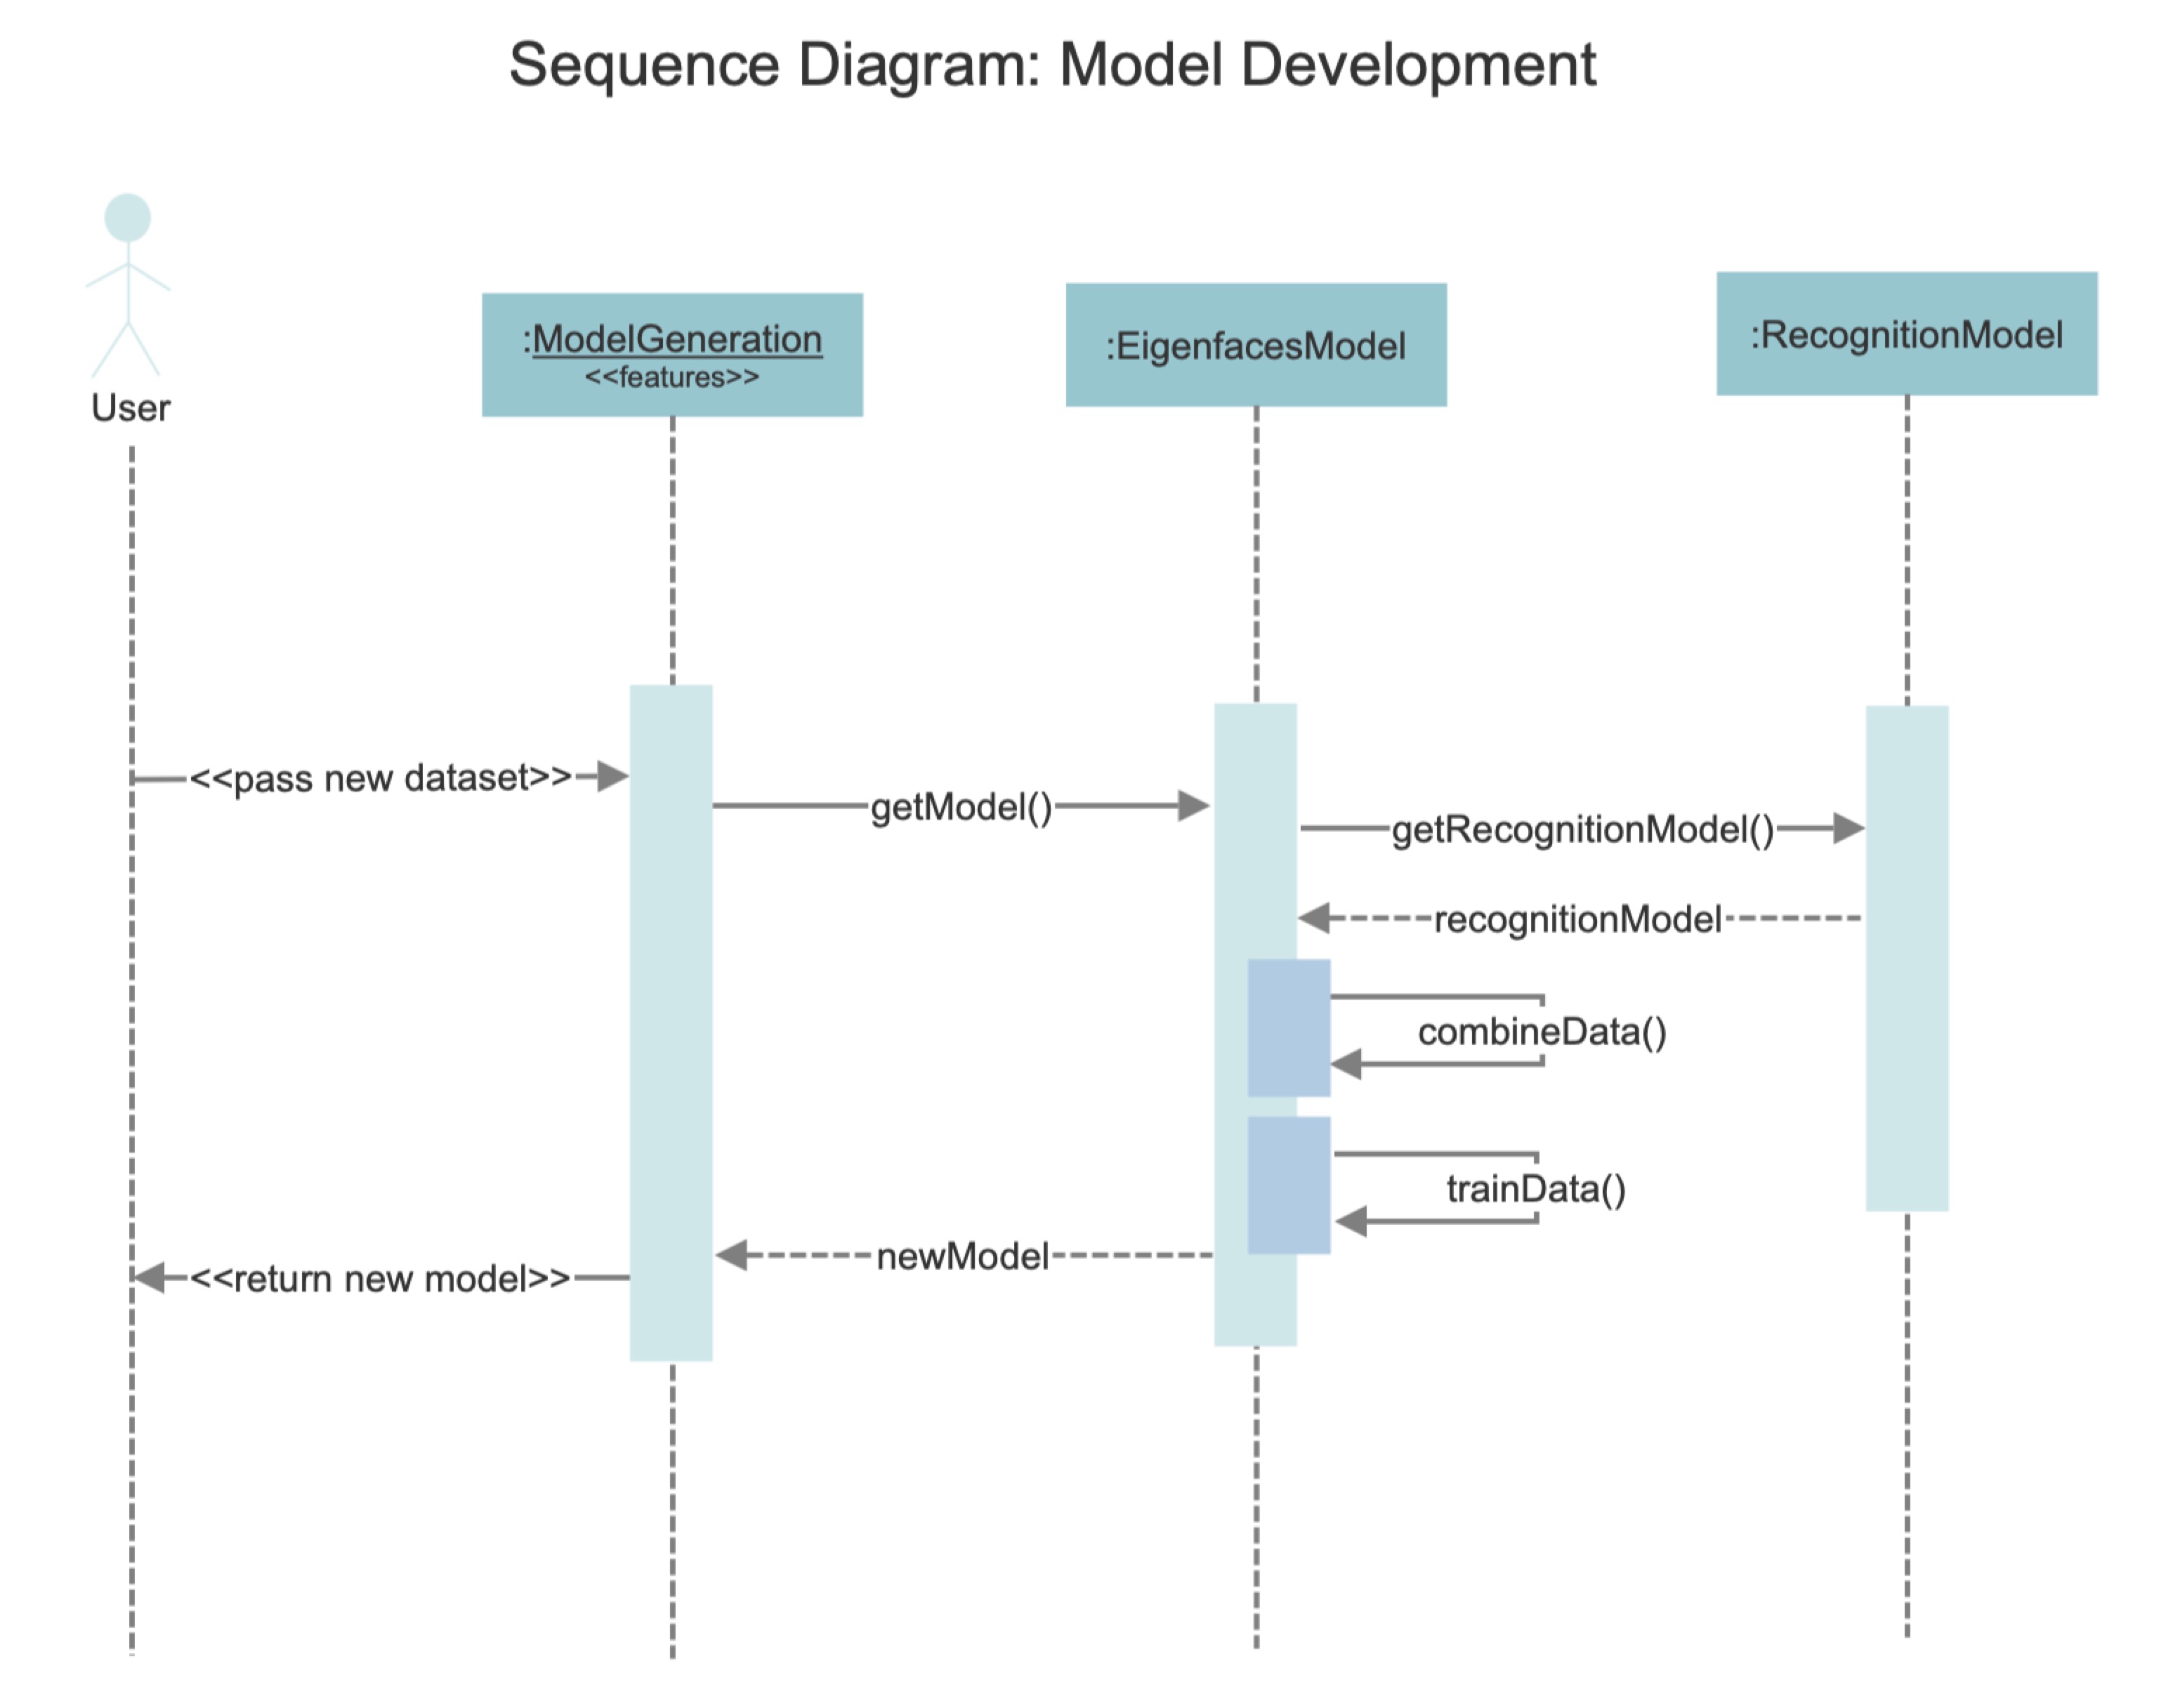 Sequence Diagram: Model Development
User
:ModelGeneration
<<features>>
:EigenfacesModel
:RecognitionModel
<<pass new dataset>>
getModel()
getRecognitionModel()
recognitionModel
combineData()
trainData()
newModel
<<return new model>>